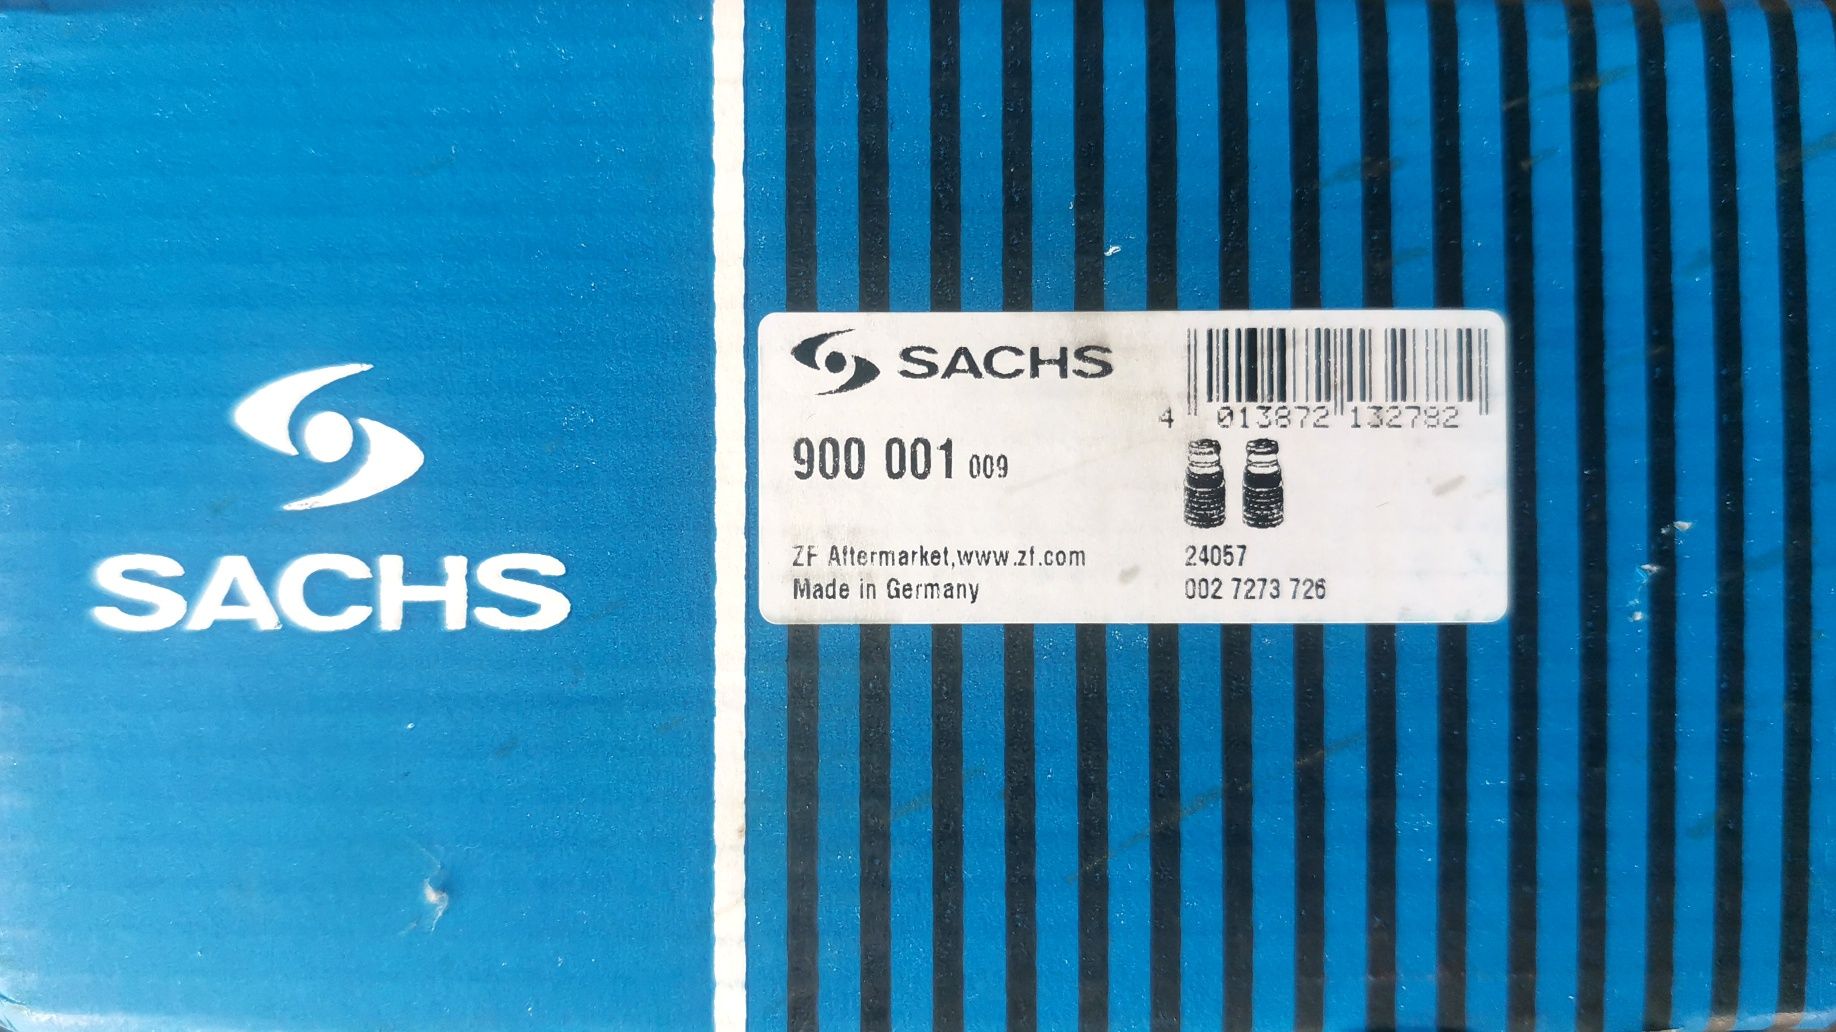 SACHS
SACHS
4 013872 132782
900 001 009
ZF Aftermarket,www.zf.com
Made in Germany
24057
002 7273 726